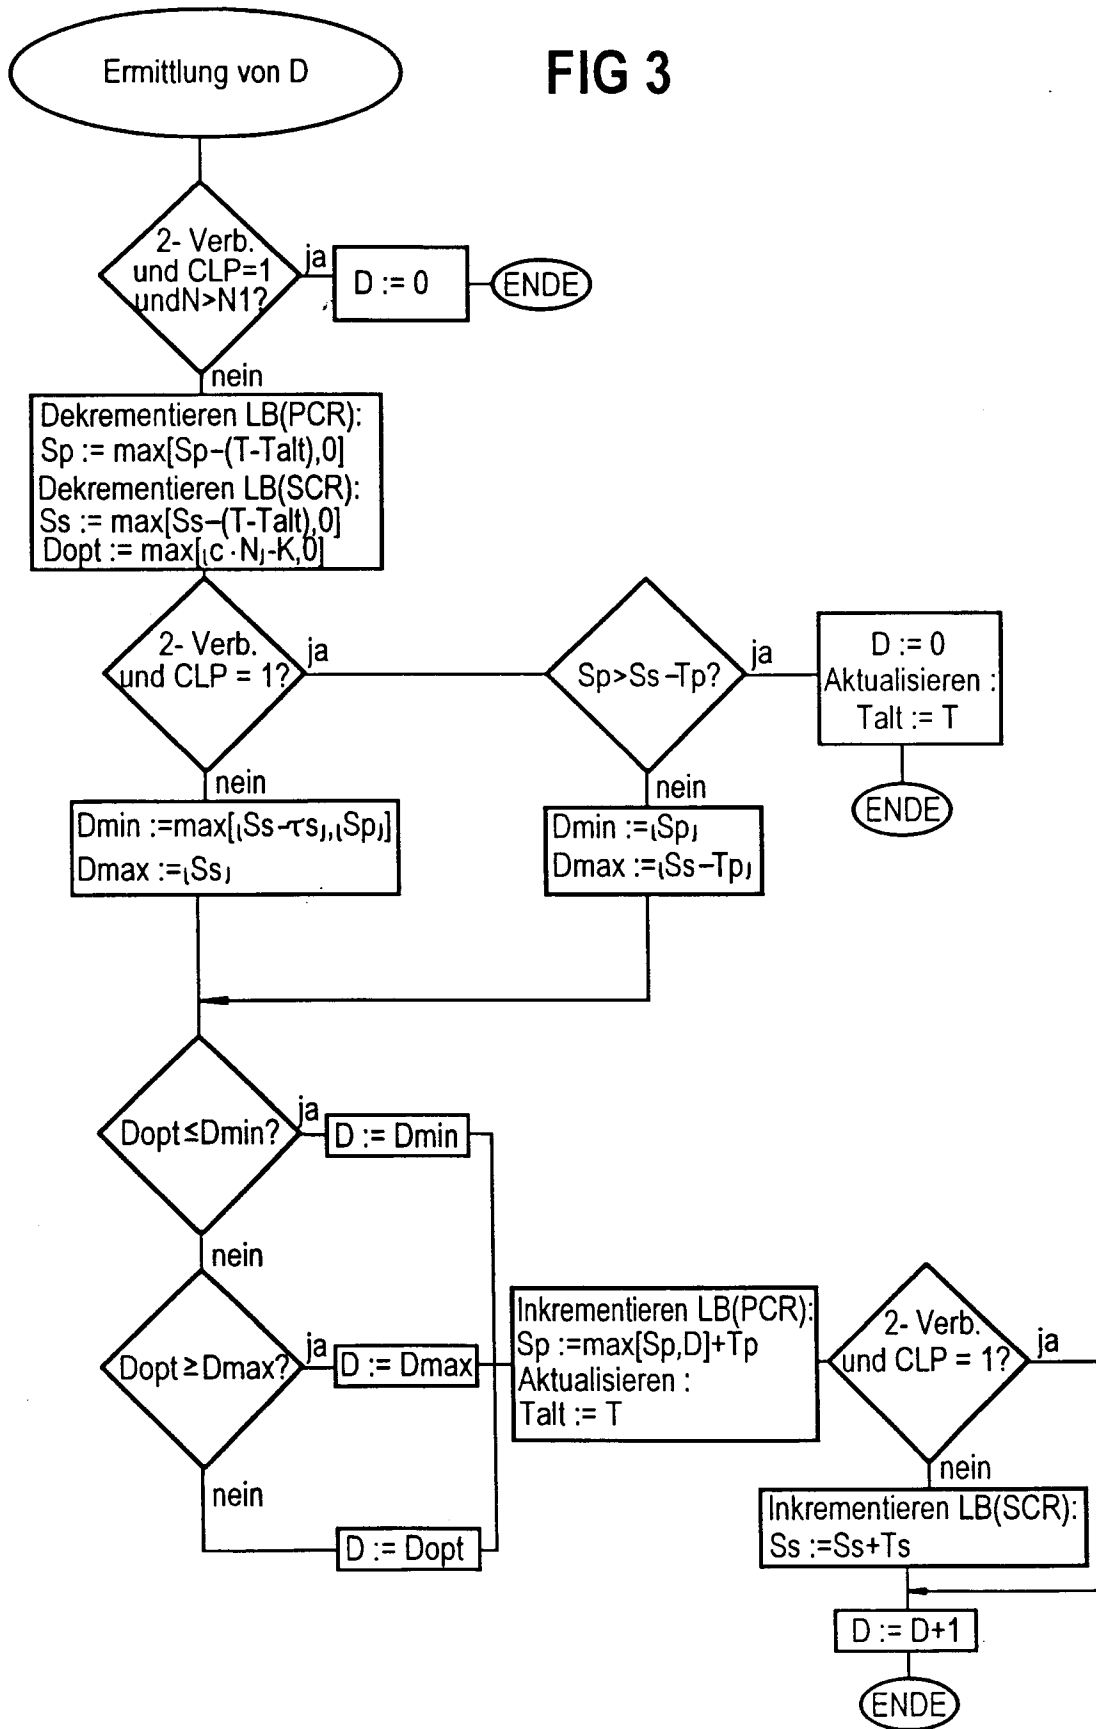 Ermittlung von D
FIG 3
2- Verb.
und CLP=1
undN>N1?
ja
D := 0
ENDE
nein
Dekrementieren LB(PCR):
Sp := max[Sp-(T-Talt),0]
Dekrementieren LB(SCR):
Ss := max[Ss-(T-Talt),0]
Dopt := max[⌊c·N⌋-K,0]
2- Verb.
und CLP = 1?
ja
Sp>Ss-Tp?
ja
D := 0
Aktualisieren :
Talt := T
ENDE
nein
Dmin :=max[⌊Ss-τs⌋,⌊Sp⌋]
Dmax :=⌊Ss⌋
nein
Dmin :=⌊Sp⌋
Dmax :=⌊Ss-Tp⌋
Dopt≤Dmin?
ja
D := Dmin
nein
Dopt≥Dmax?
ja
D := Dmax
nein
D := Dopt
Inkrementieren LB(PCR):
Sp :=max[Sp,D]+Tp
Aktualisieren :
Talt := T
2- Verb.
und CLP = 1?
ja
nein
Inkrementieren LB(SCR):
Ss :=Ss+Ts
D := D+1
ENDE